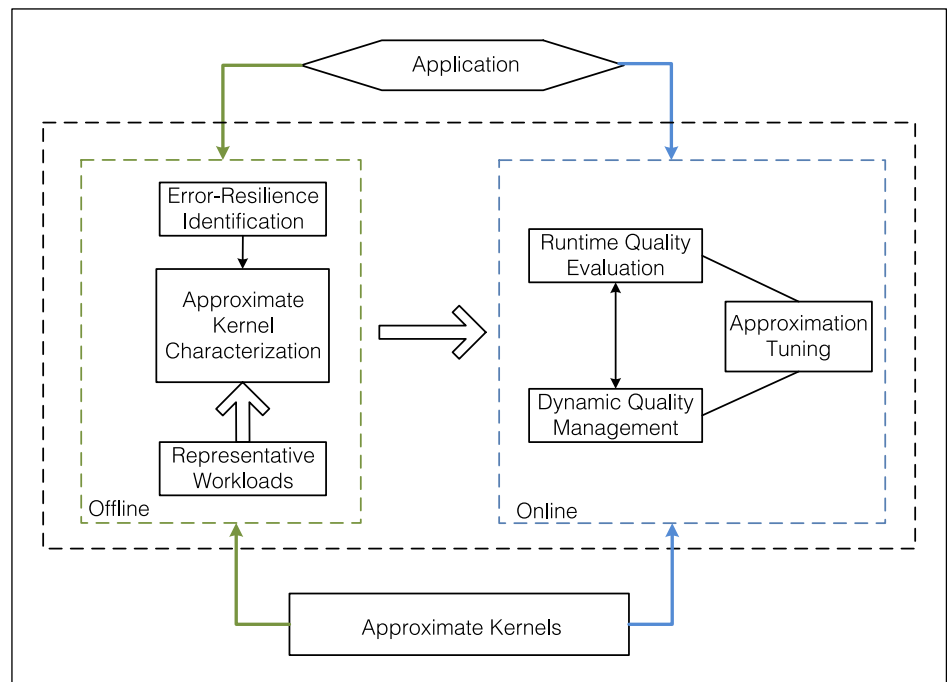 Application
Error-Resilience
Identification
Approximate
Kernel
Characterization
Representative
Workloads
Offline
Runtime Quality
Evaluation
Approximation
Tuning
Dynamic Quality
Management
Online
Approximate Kernels